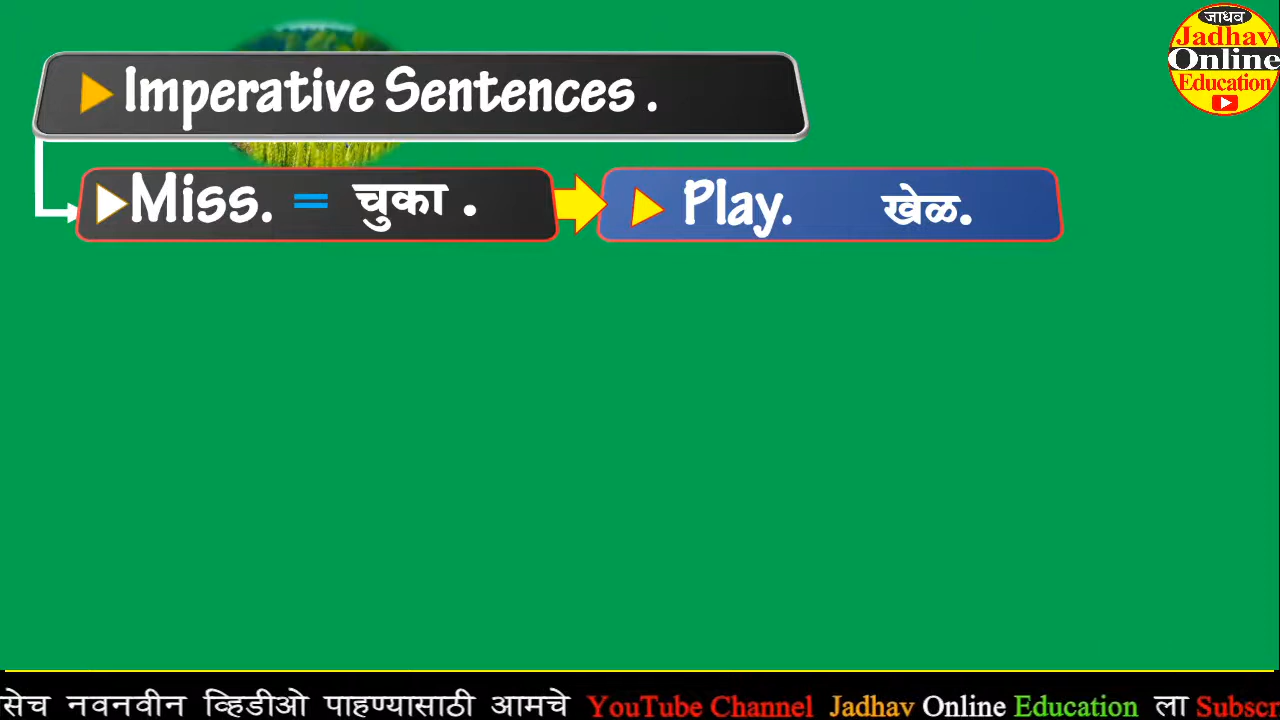 जाधव
Jadhav
Online
Education
Imperative Sentences .
Miss. = चुका . Play. खेळ.
सेच नवनवीन व्हिडीओ पाहण्यासाठी आमचे YouTube Channel Jadhav Online Education ला Subscr